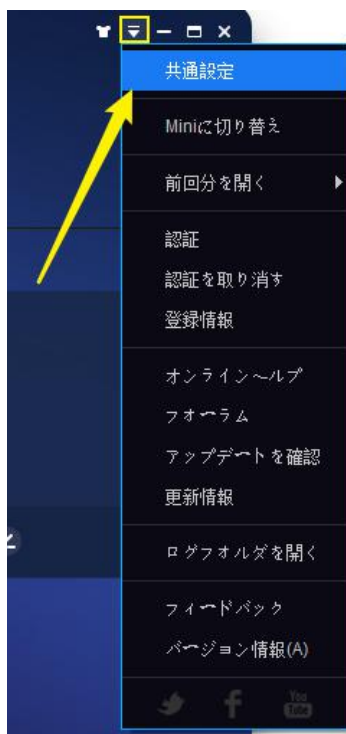 共通設定
Miniに切り替え
前回分を開く
認証
認証を取り消す
登録情報
オンラインヘルプ
フォーラム
アップデートを確認
更新情報
ログフォルダを開く
フィードバック
バージョン情報(A)
You
Tube